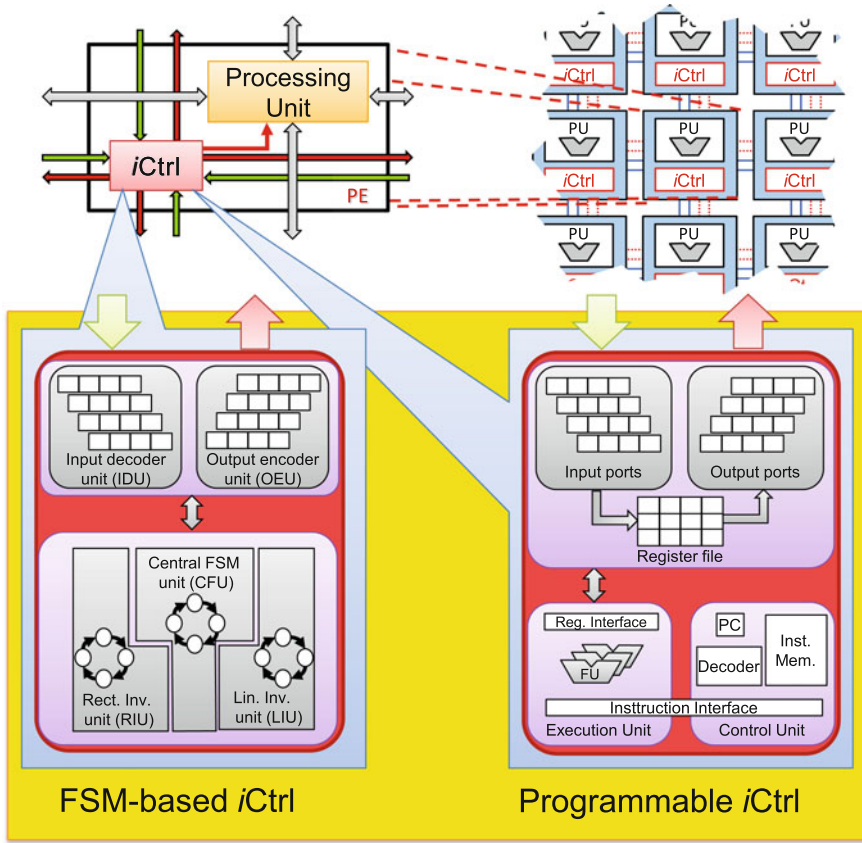 Processing
Unit
iCtrl
PE
PU
iCtrl
iCtrl
iCtrl
PU
PU
PU
iCtrl
iCtrl
iCtrl
PU
PU
PU
iCtrl
Input decoder
unit (IDU)
Output encoder
unit (OEU)
Central FSM
unit (CFU)
Rect. Inv.
unit (RIU)
Lin. Inv.
unit (LIU)
FSM-based iCtrl
Input ports
Output ports
Register file
Reg. Interface
FU
PC
Decoder
Inst.
Mem.
Insttruction Interface
Execution Unit
Control Unit
Programmable iCtrl